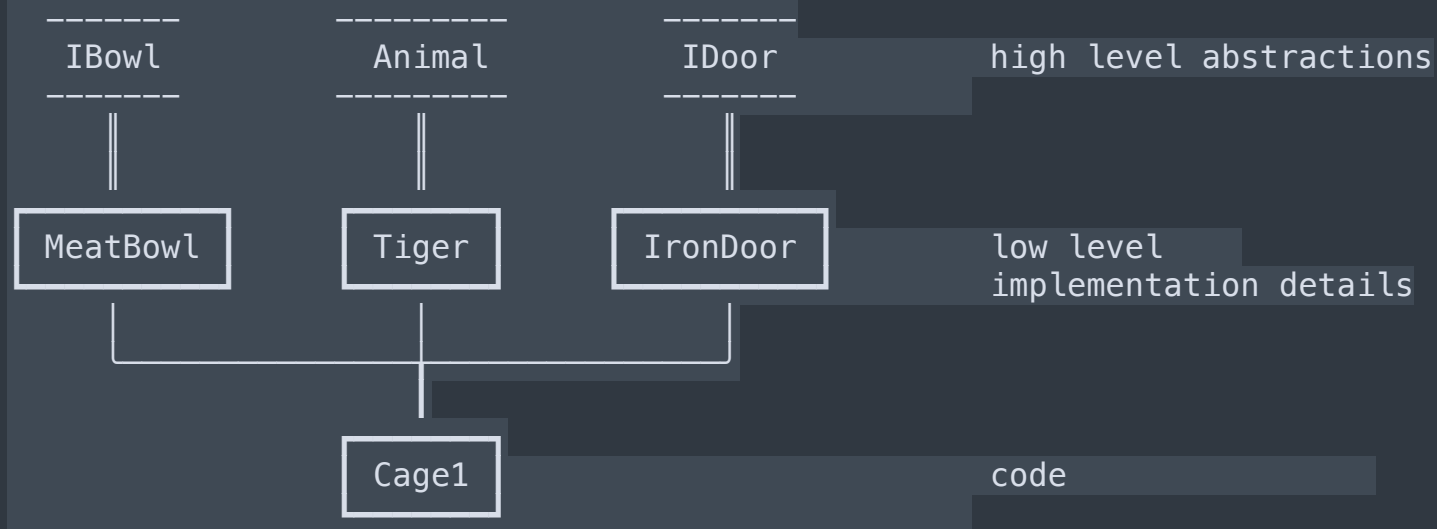 IBowl Animal IDoor high level abstractions
MeatBowl Tiger IronDoor low level
implementation details
Cage1 code